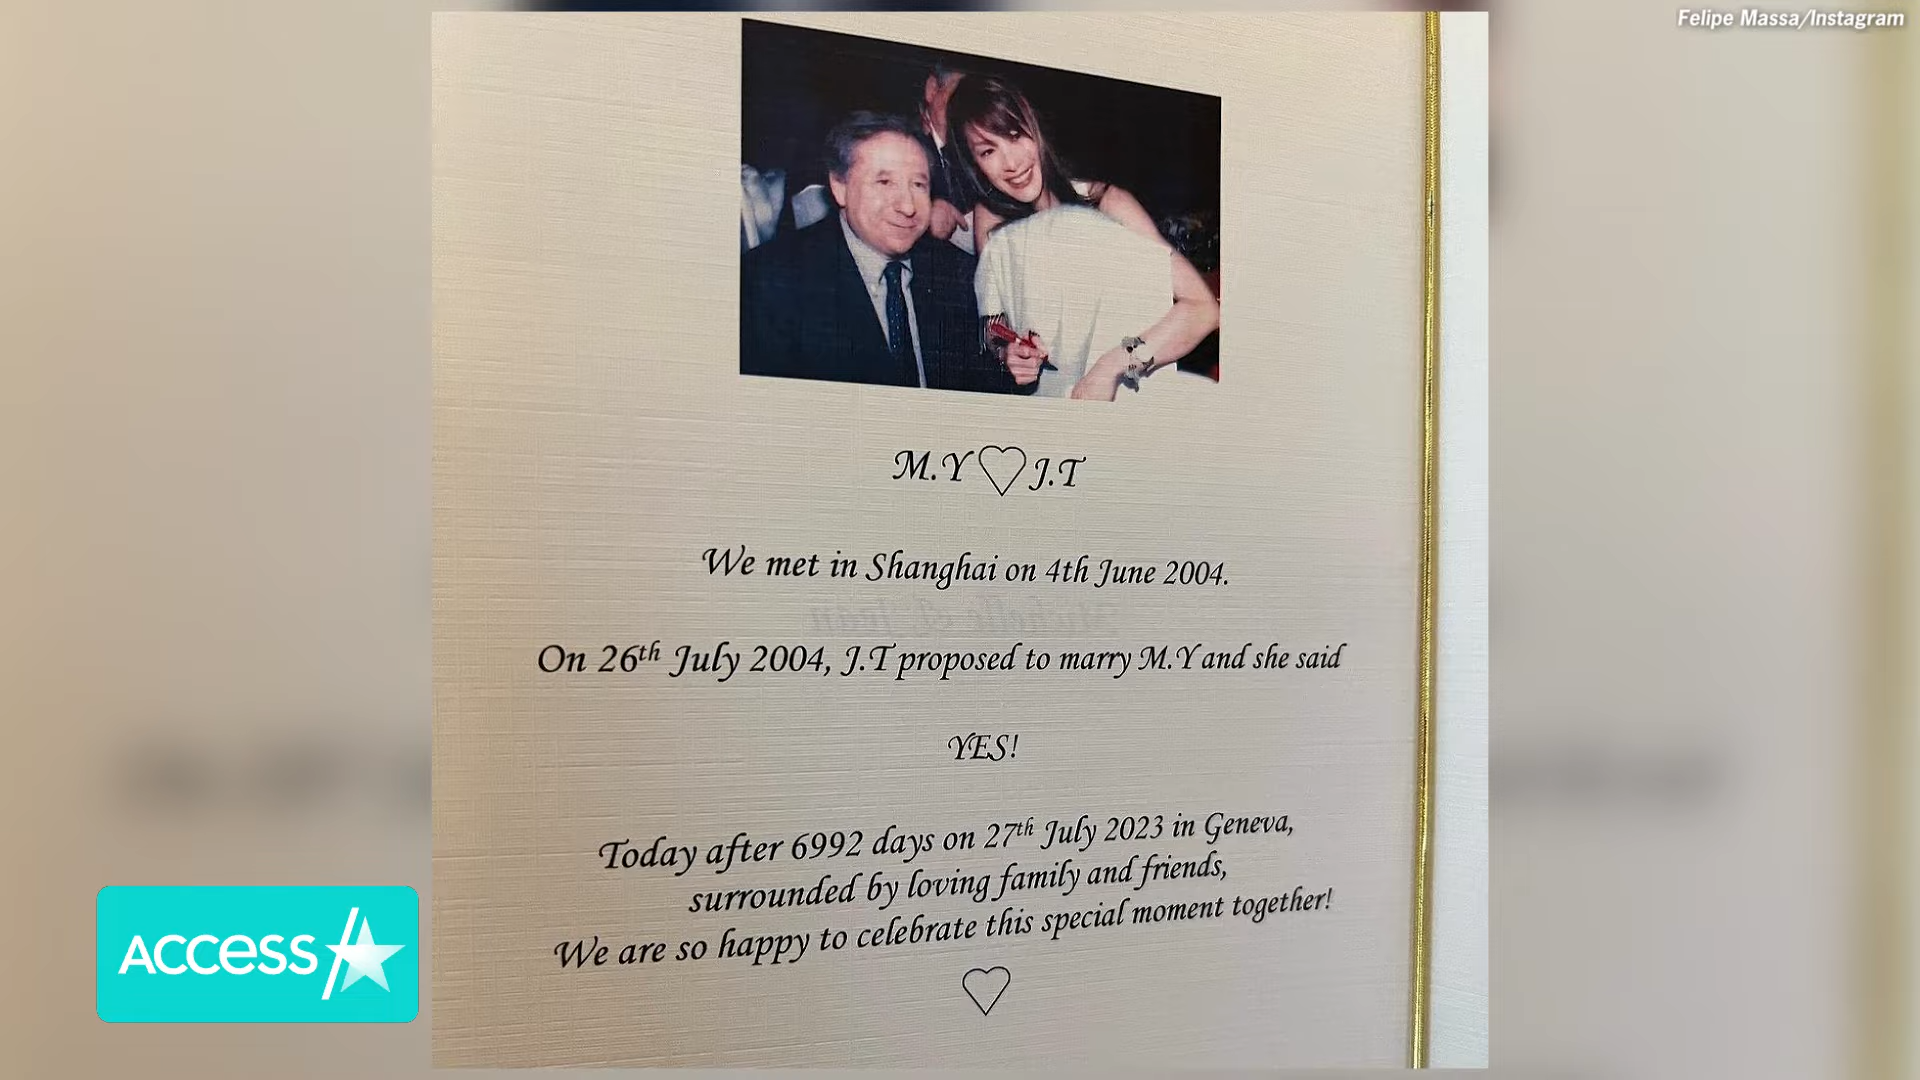 Felipe Massa/Instagram
M.Y♡J.T
We met in Shanghai on 4th June 2004.
Michelle & Jean
On 26th July 2004, J.T proposed to marry M.Y and she said
YES!
Today after 6992 days on 27th July 2023 in Geneva,
surrounded by loving family and friends,
We are so happy to celebrate this special moment together!
♡
ACCESS